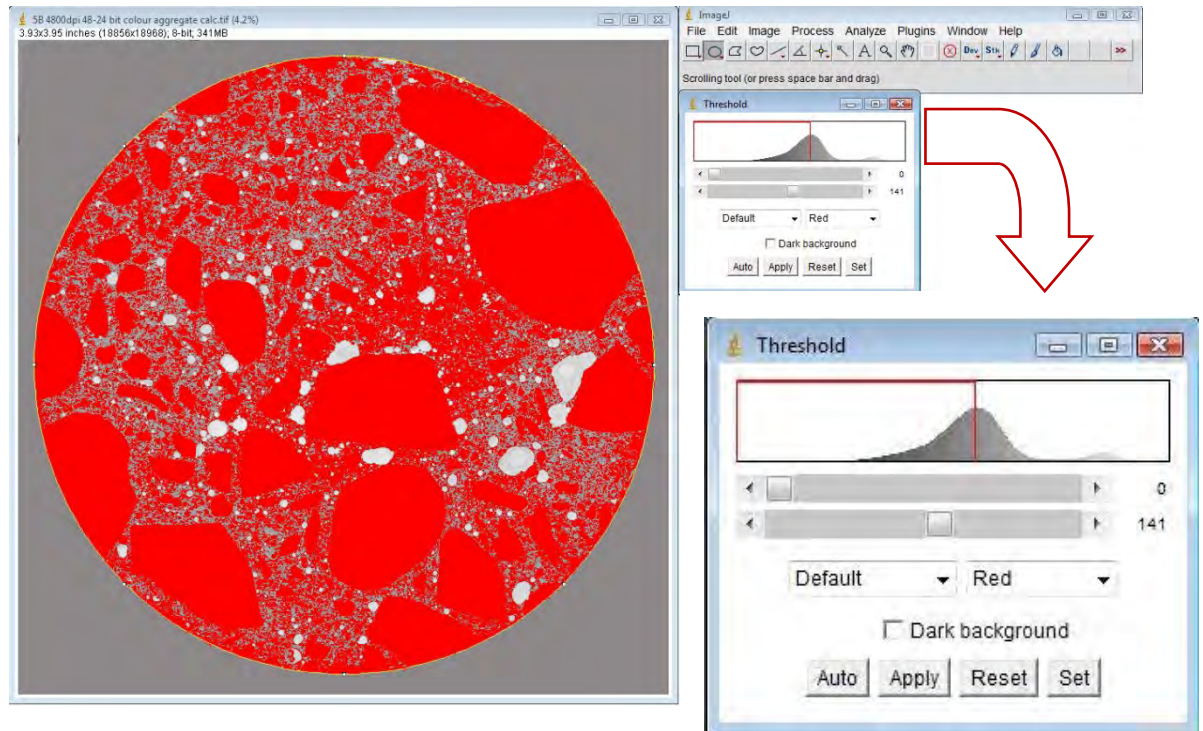 5B 4800dpi 48-24 bit colour aggregate calc.tif (4.2%)
3.93x3.95 inches (18856x18968); 8-bit; 341MB
ImageJ
File Edit Image Process Analyze Plugins Window Help
A Dev Stk >>
Scrolling tool (or press space bar and drag)
Threshold
0
141
Default Red
Dark background
Auto Apply Reset Set
Threshold
0
141
Default Red
Dark background
Auto Apply Reset Set